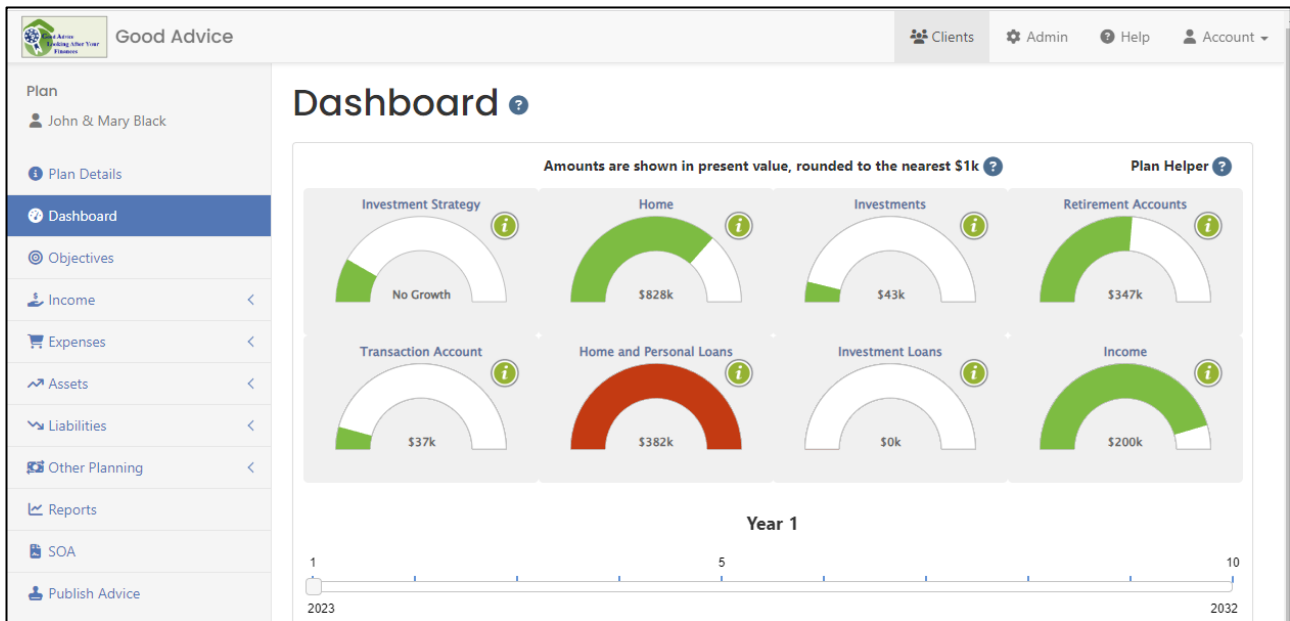 Good Advice
Clients
Admin
Help
Account
Plan
John & Mary Black
Plan Details
Dashboard
Objectives
Income
Expenses
Assets
Liabilities
Other Planning
Reports
SOA
Publish Advice
Dashboard
Amounts are shown in present value, rounded to the nearest $1k
Plan Helper
Investment Strategy
No Growth
Home
$828k
Investments
$43k
Retirement Accounts
$347k
Transaction Account
$37k
Home and Personal Loans
$382k
Investment Loans
$0k
Income
$200k
Year 1
1 5 10
2023 2032